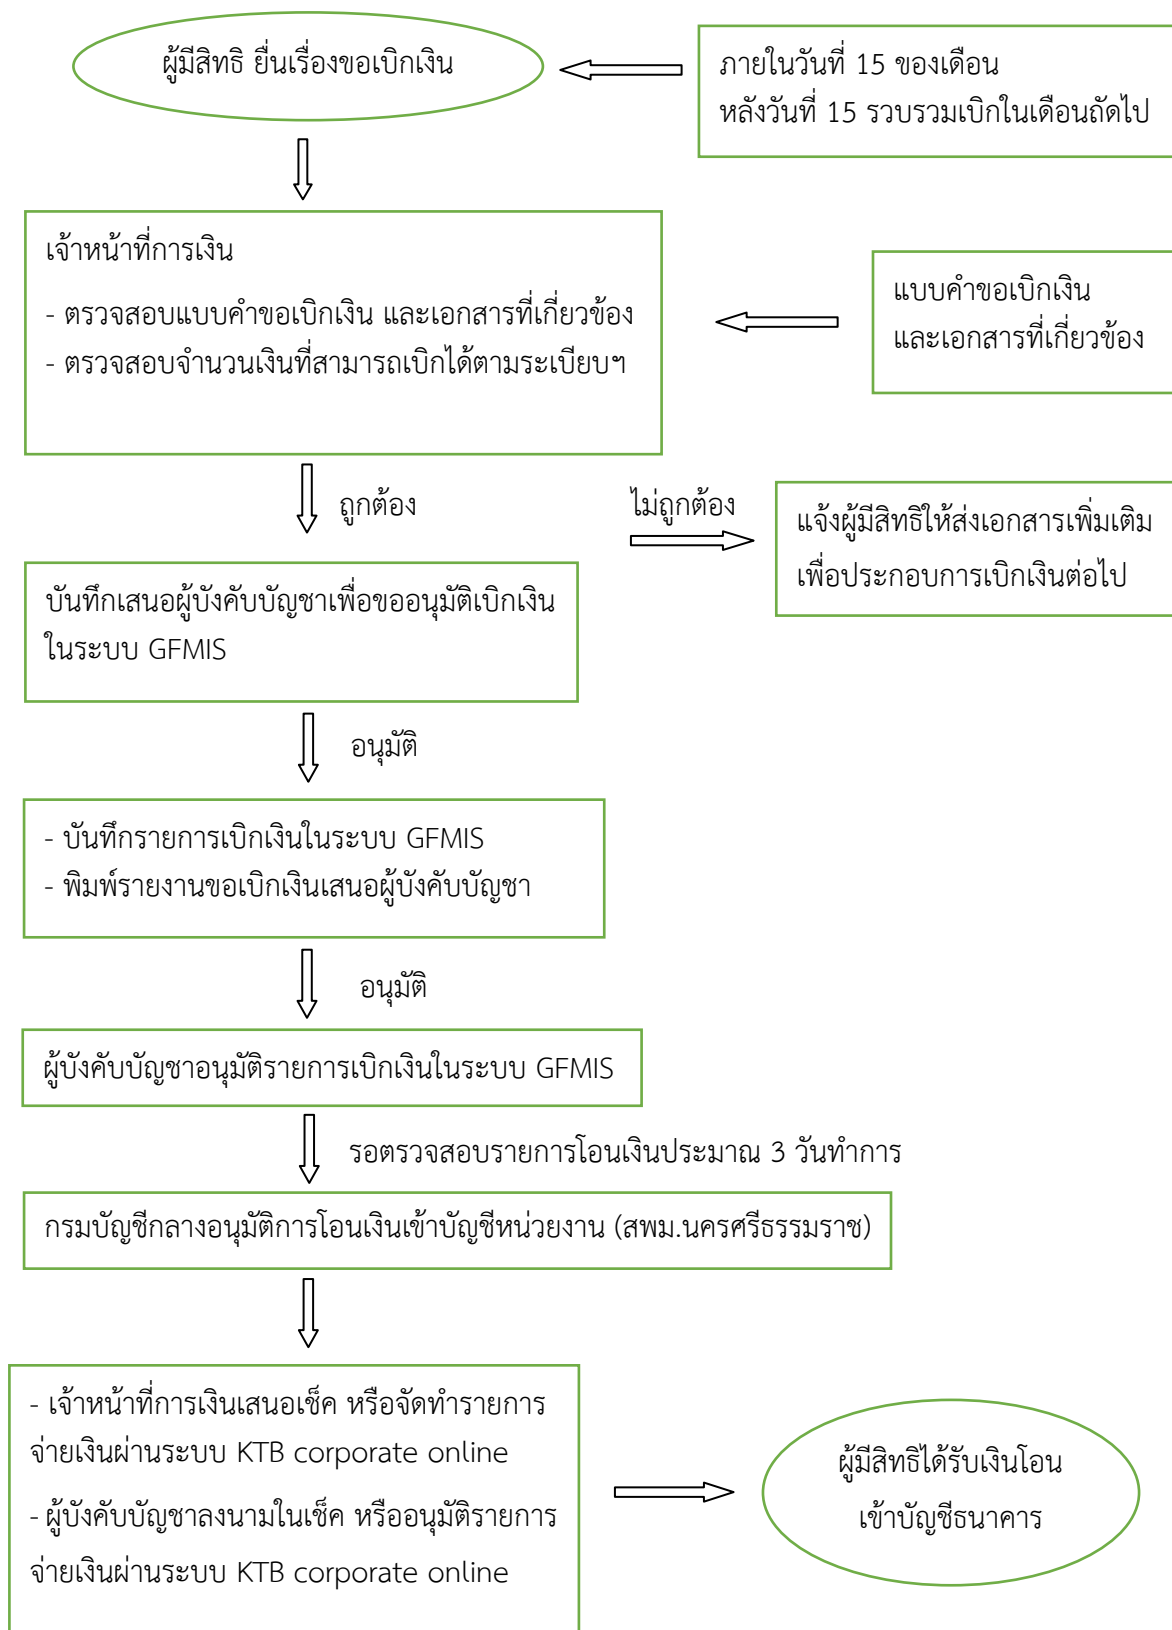 ผู้มีสิทธิ ยื่นเรื่องขอเบิกเงิน
ภายในวันที่ 15 ของเดือน
หลังวันที่ 15 รวบรวมเบิกในเดือนถัดไป
เจ้าหน้าที่การเงิน
- ตรวจสอบแบบคำขอเบิกเงิน และเอกสารที่เกี่ยวข้อง
- ตรวจสอบจำนวนเงินที่สามารถเบิกได้ตามระเบียบฯ
แบบคำขอเบิกเงิน
และเอกสารที่เกี่ยวข้อง
ถูกต้อง
ไม่ถูกต้อง
แจ้งผู้มีสิทธิให้ส่งเอกสารเพิ่มเติม
เพื่อประกอบการเบิกเงินต่อไป
บันทึกเสนอผู้บังคับบัญชาเพื่อขออนุมัติเบิกเงิน
ในระบบ GFMIS
อนุมัติ
- บันทึกรายการเบิกเงินในระบบ GFMIS
- พิมพ์รายงานขอเบิกเงินเสนอผู้บังคับบัญชา
อนุมัติ
ผู้บังคับบัญชาอนุมัติรายการเบิกเงินในระบบ GFMIS
รอตรวจสอบรายการโอนเงินประมาณ 3 วันทำการ
กรมบัญชีกลางอนุมัติการโอนเงินเข้าบัญชีหน่วยงาน (สพม.นครศรีธรรมราช)
- เจ้าหน้าที่การเงินเสนอเช็ค หรือจัดทำรายการ
จ่ายเงินผ่านระบบ KTB corporate online
- ผู้บังคับบัญชาลงนามในเช็ค หรืออนุมัติรายการ
จ่ายเงินผ่านระบบ KTB corporate online
ผู้มีสิทธิได้รับเงินโอน
เข้าบัญชีธนาคาร